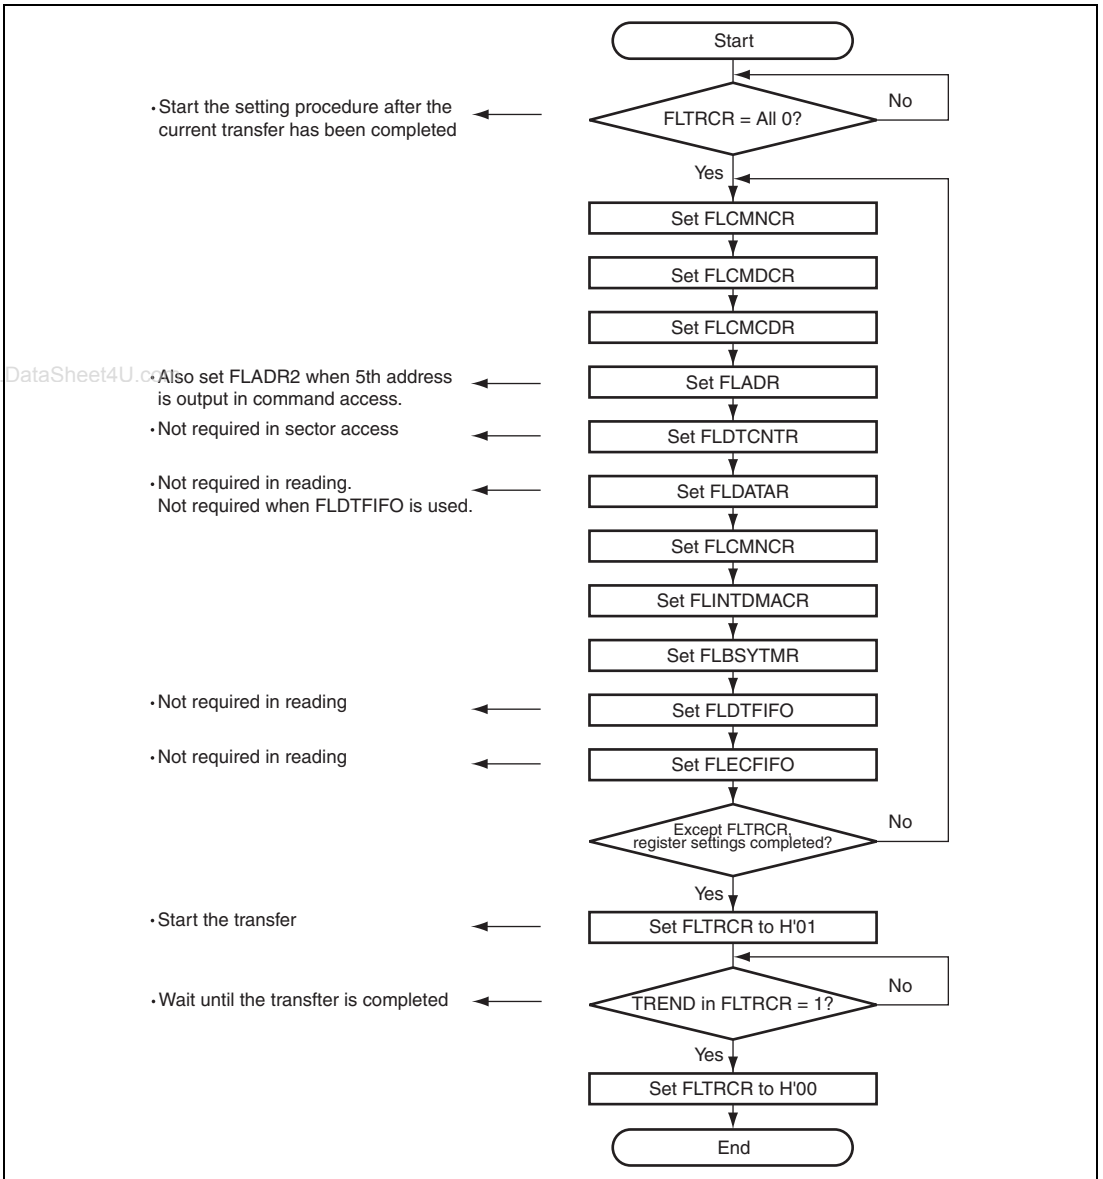 Start
· Start the setting procedure after the
current transfer has been completed
FLTRCR = All 0?
No
Yes
Set FLCMNCR
Set FLCMDCR
Set FLCMCDR
DataSheet4U.com
· Also set FLADR2 when 5th address
is output in command access.
Set FLADR
· Not required in sector access
Set FLDTCNTR
· Not required in reading.
Not required when FLDTFIFO is used.
Set FLDATAR
Set FLCMNCR
Set FLINTDMACR
Set FLBSYTMR
· Not required in reading
Set FLDTFIFO
· Not required in reading
Set FLECFIFO
Except FLTRCR,
register settings completed?
No
Yes
· Start the transfer
Set FLTRCR to H'01
· Wait until the transfter is completed
TREND in FLTRCR = 1?
No
Yes
Set FLTRCR to H'00
End